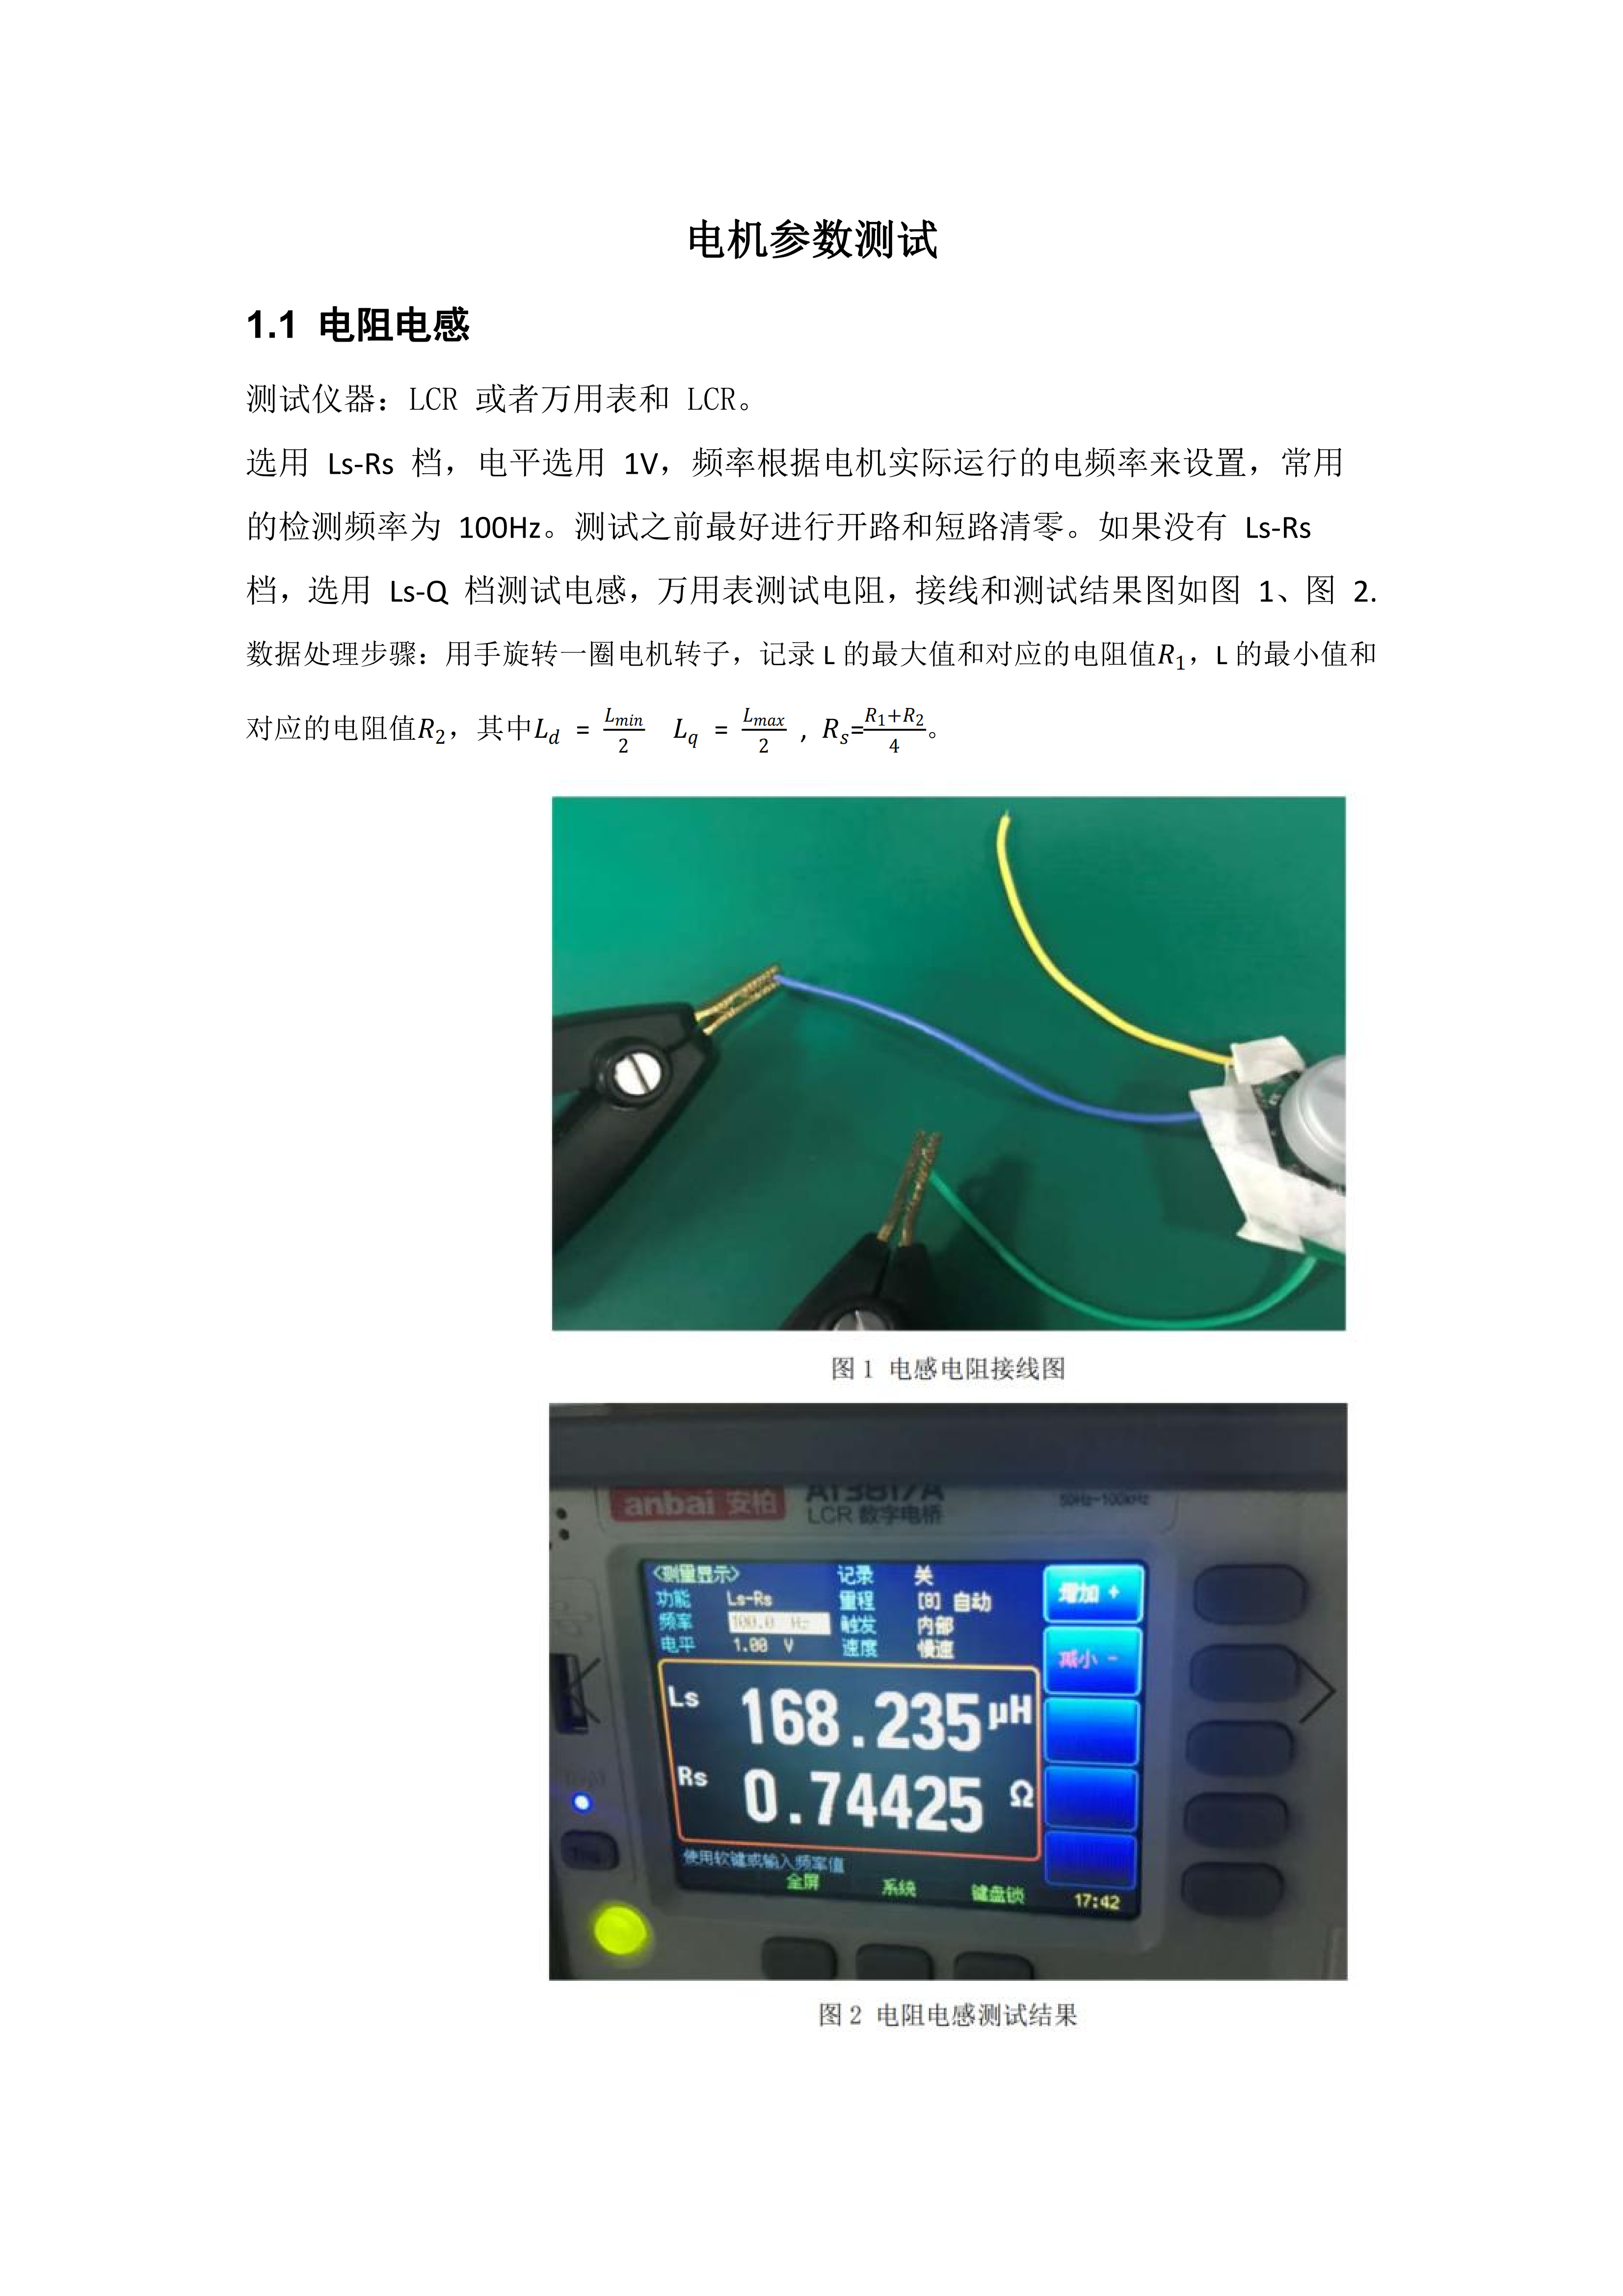 电机参数测试
1.1 电阻电感
测试仪器：LCR 或者万用表和 LCR。
选用 Ls-Rs 档，电平选用 1V，频率根据电机实际运行的电频率来设置，常用
的检测频率为 100Hz。测试之前最好进行开路和短路清零。如果没有 Ls-Rs
档，选用 Ls-Q 档测试电感，万用表测试电阻，接线和测试结果图如图 1、图 2.
数据处理步骤：用手旋转一圈电机转子，记录 L 的最大值和对应的电阻值R₁，L 的最小值和
对应的电阻值R₂，其中L_d = L_min/2 L_q = L_max/2 , R_s=(R₁+R₂)/4。
图 1 电感电阻接线图
anbai 安柏 AT3817A 50Hz-100kHz
LCR 数字电桥
<测量显示> 记录 关
功能 Ls-Rs 量程 [8] 自动
频率 100.0 Hz 触发 内部
电平 1.00 V 速度 慢速
增加 +
减小 -
Ls 168.235 μH
Rs 0.74425 Ω
使用软键或输入频率值
全屏 系统 键盘锁 17:42
图 2 电阻电感测试结果